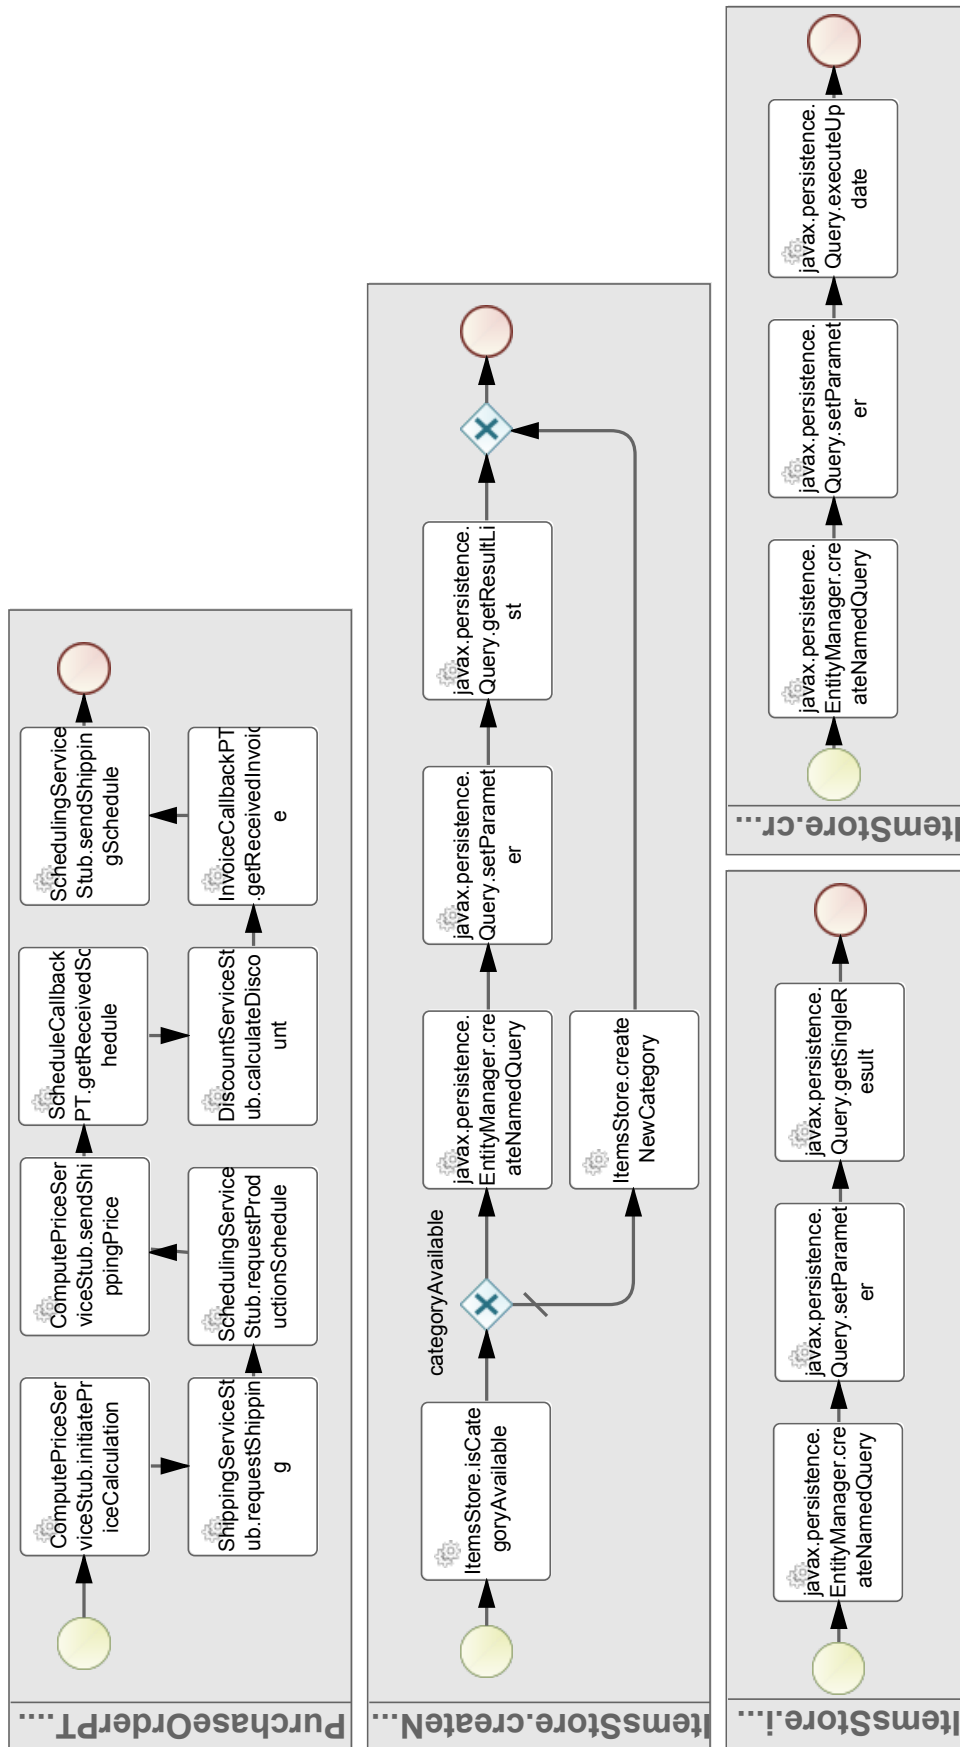 PurchaseOrderPT....
ComputePriceSer
viceStub.initiatePr
iceCalculation
ShippingServiceSt
ub.requestShippin
g
SchedulingService
Stub.requestProd
uctionSchedule
ComputePriceSer
viceStub.sendShi
ppingPrice
ScheduleCallback
PT.getReceivedSc
hedule
DiscountServiceSt
ub.calculateDisco
unt
InvoiceCallbackPT
.getReceivedInvoic
e
SchedulingService
Stub.sendShippin
gSchedule
ItemsStore.createN...
ItemsStore.isCate
goryAvailable
categoryAvailable
javax.persistence.
EntityManager.cre
ateNamedQuery
javax.persistence.
Query.setParamet
er
javax.persistence.
Query.getResultLi
st
ItemsStore.create
NewCategory
ItemsStore.i...
javax.persistence.
EntityManager.cre
ateNamedQuery
javax.persistence.
Query.setParamet
er
javax.persistence.
Query.getSingleR
esult
ItemStore.cr...
javax.persistence.
EntityManager.cre
ateNamedQuery
javax.persistence.
Query.setParamet
er
javax.persistence.
Query.executeUp
date